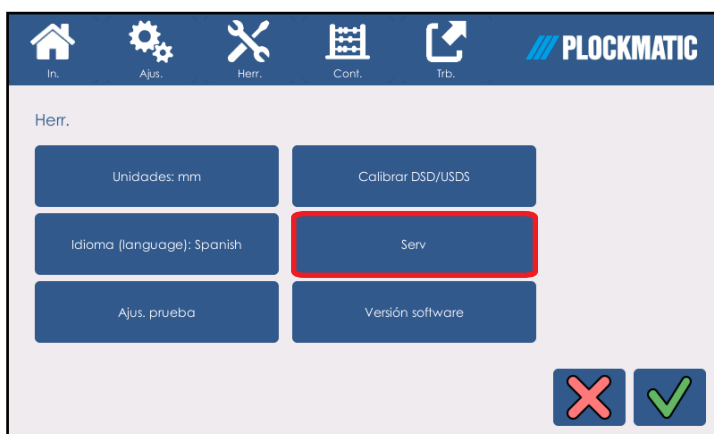 In. Ajus. Herr. Cont. Trb. PLOCKMATIC
Herr.
Unidades: mm Calibrar DSD/USDS
Idioma (language): Spanish Serv
Ajus. prueba Versión software